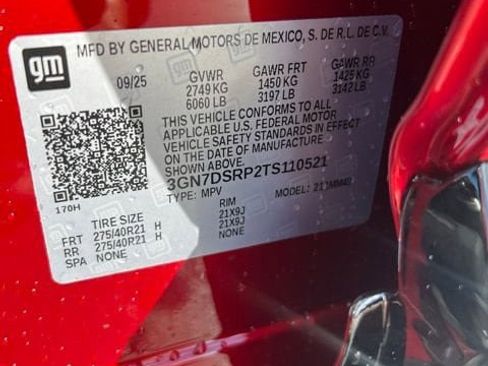 MFD BY GENERAL MOTORS DE MEXICO, S. DE R. L. DE C.V.
gm
09/25 GVWR GAWR FRT GAWR RR
2749 KG 1450 KG 1425 KG
6060 LB 3197 LB 3142 LB
THIS VEHICLE CONFORMS TO ALL
APPLICABLE U.S. FEDERAL MOTOR
VEHICLE SAFETY STANDARDS IN EFFECT
ON THE DATE OF MANUFACTURE
SHOWN ABOVE.
3GN7DSRP2TS110521
170H TYPE: MPV MODEL:
TIRE SIZE RIM
FRT 275/40R21 H 21X9J
RR 275/40R21 H 21X9J
SPA NONE NONE